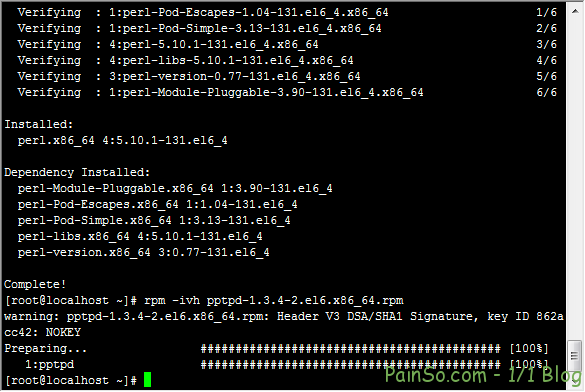 Verifying  : 1:perl-Pod-Escapes-1.04-131.el6_4.x86_64 1/6
Verifying  : 1:perl-Pod-Simple-3.13-131.el6_4.x86_64 2/6
Verifying  : 4:perl-5.10.1-131.el6_4.x86_64 3/6
Verifying  : 4:perl-libs-5.10.1-131.el6_4.x86_64 4/6
Verifying  : 3:perl-version-0.77-131.el6_4.x86_64 5/6
Verifying  : 1:perl-Module-Pluggable-3.90-131.el6_4.x86_64 6/6
Installed:
perl.x86_64 4:5.10.1-131.el6_4
Dependency Installed:
perl-Module-Pluggable.x86_64 1:3.90-131.el6_4
perl-Pod-Escapes.x86_64 1:1.04-131.el6_4
perl-Pod-Simple.x86_64 1:3.13-131.el6_4
perl-libs.x86_64 4:5.10.1-131.el6_4
perl-version.x86_64 3:0.77-131.el6_4
Complete!
[root@localhost ~]# rpm -ivh pptpd-1.3.4-2.el6.x86_64.rpm
warning: pptpd-1.3.4-2.el6.x86_64.rpm: Header V3 DSA/SHA1 Signature, key ID 862a
cc42: NOKEY
Preparing... ########################################### [100%]
1:pptpd ########################################### [100%]
[root@localhost ~]#
PainSo.com - 1/1 Blog